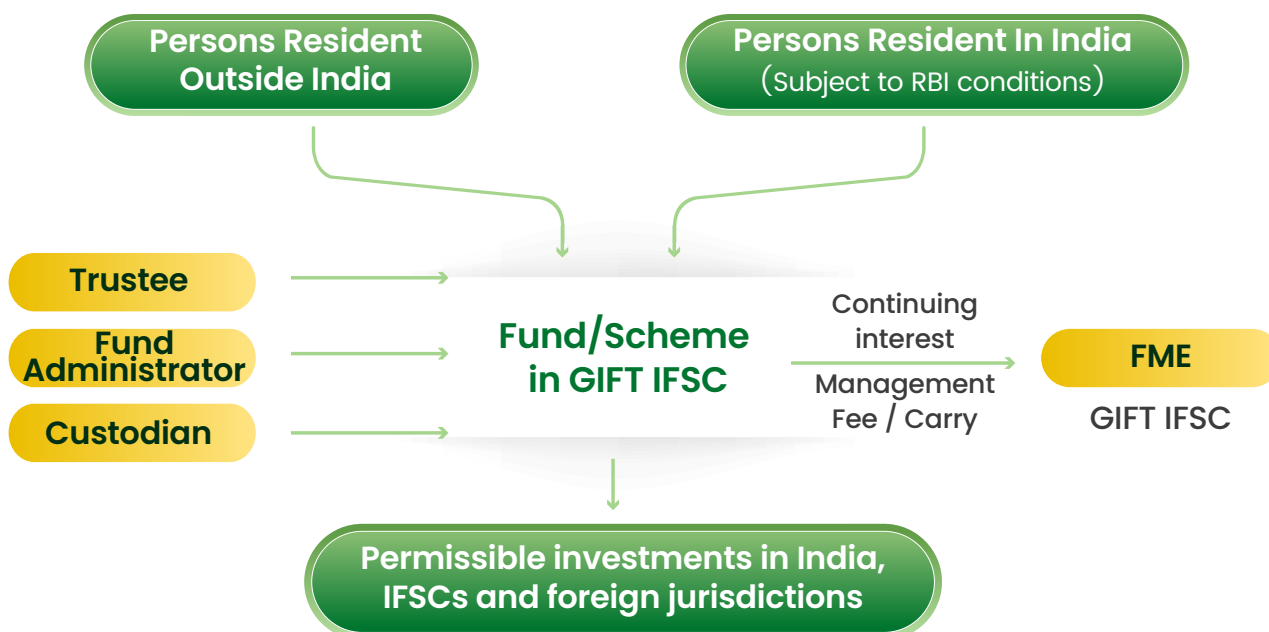 Persons Resident
Outside India
Persons Resident In India
(Subject to RBI conditions)
Trustee
Fund
Administrator
Custodian
Fund/Scheme
in GIFT IFSC
Continuing
interest
Management
Fee / Carry
FME
GIFT IFSC
Permissible investments in India,
IFSCs and foreign jurisdictions